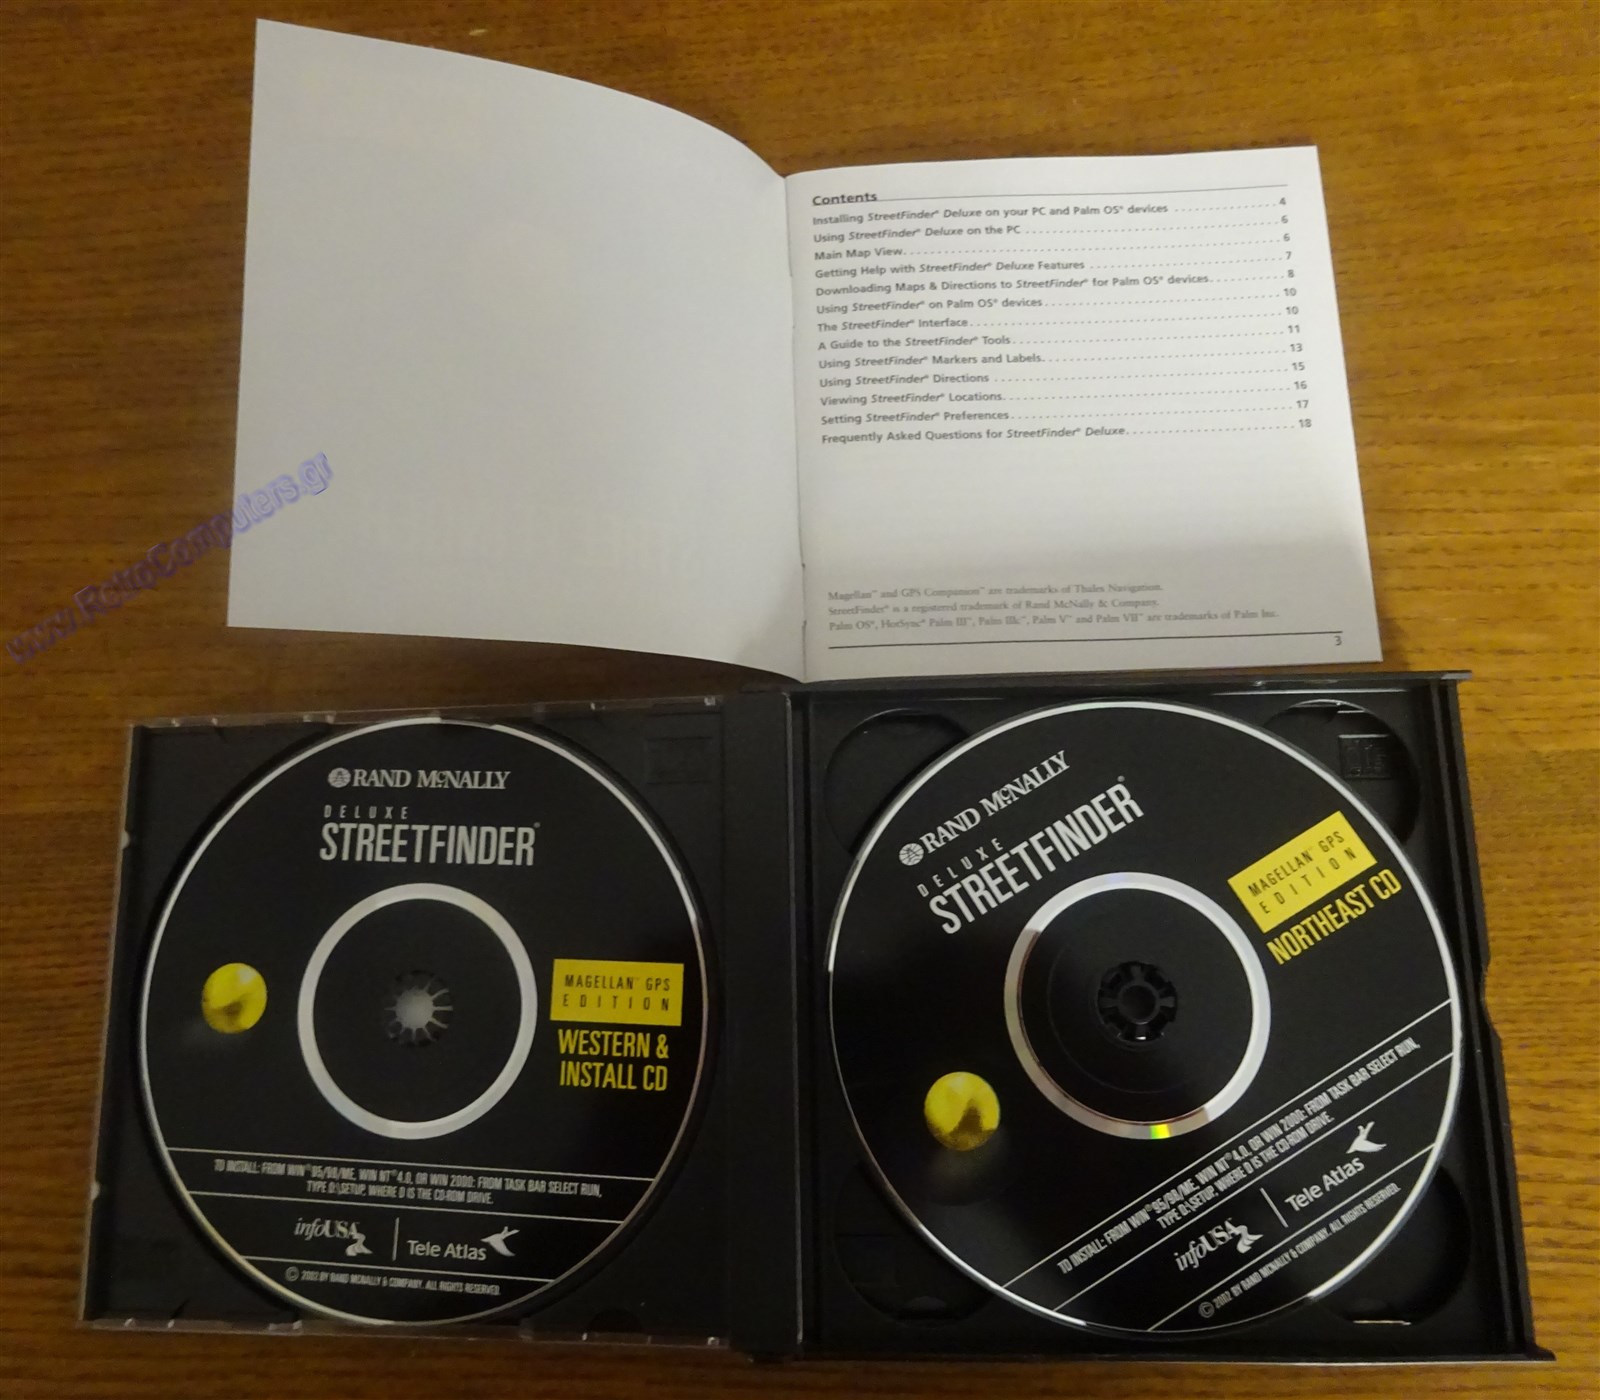 Contents
Installing StreetFinder® Deluxe on your PC and Palm OS® devices . . . . . . . . . . . . . . . . . . 4
Using StreetFinder® Deluxe on the PC . . . . . . . . . . . . . . . . . . . . . . . . . . . . . . . . . . . . . . 6
Main Map View. . . . . . . . . . . . . . . . . . . . . . . . . . . . . . . . . . . . . . . . . . . . . . . . . . . . . . . . 6
Getting Help with StreetFinder® Deluxe Features . . . . . . . . . . . . . . . . . . . . . . . . . . . . . 7
Downloading Maps & Directions to StreetFinder® for Palm OS® devices. . . . . . . . . . . . 8
Using StreetFinder® on Palm OS® devices . . . . . . . . . . . . . . . . . . . . . . . . . . . . . . . . . . . 10
The StreetFinder® Interface . . . . . . . . . . . . . . . . . . . . . . . . . . . . . . . . . . . . . . . . . . . . . . 10
A Guide to the StreetFinder® Tools . . . . . . . . . . . . . . . . . . . . . . . . . . . . . . . . . . . . . . . . 11
Using StreetFinder® Markers and Labels. . . . . . . . . . . . . . . . . . . . . . . . . . . . . . . . . . . . 13
Using StreetFinder® Directions . . . . . . . . . . . . . . . . . . . . . . . . . . . . . . . . . . . . . . . . . . . 15
Viewing StreetFinder® Locations. . . . . . . . . . . . . . . . . . . . . . . . . . . . . . . . . . . . . . . . . . 16
Setting StreetFinder® Preferences . . . . . . . . . . . . . . . . . . . . . . . . . . . . . . . . . . . . . . . . . 17
Frequently Asked Questions for StreetFinder® Deluxe. . . . . . . . . . . . . . . . . . . . . . . . . 18
Magellan™ and GPS Companion™ are trademarks of Thales Navigation.
StreetFinder® is a registered trademark of Rand McNally & Company.
Palm OS®, HotSync® Palm III™, Palm IIIc™, Palm V™ and Palm VII™ are trademarks of Palm Inc.
3
www.RokoComputers.gr
RAND McNALLY
DELUXE
STREETFINDER®
MAGELLAN™ GPS
EDITION
WESTERN &
INSTALL CD
TO INSTALL: FROM WIN® 95/98/ME, WIN NT® 4.0, OR WIN 2000: FROM TASK BAR SELECT RUN,
TYPE D:\SETUP, WHERE D IS THE CD-ROM DRIVE.
infoUSA
Tele Atlas
© 2002 BY RAND MCNALLY & COMPANY. ALL RIGHTS RESERVED.
RAND McNALLY
DELUXE
STREETFINDER®
MAGELLAN™ GPS
EDITION
NORTHEAST CD
TO INSTALL: FROM WIN® 95/98/ME, WIN NT® 4.0, OR WIN 2000: FROM TASK BAR SELECT RUN,
TYPE D:\SETUP, WHERE D IS THE CD-ROM DRIVE.
infoUSA
Tele Atlas
© 2002 BY RAND MCNALLY & COMPANY. ALL RIGHTS RESERVED.